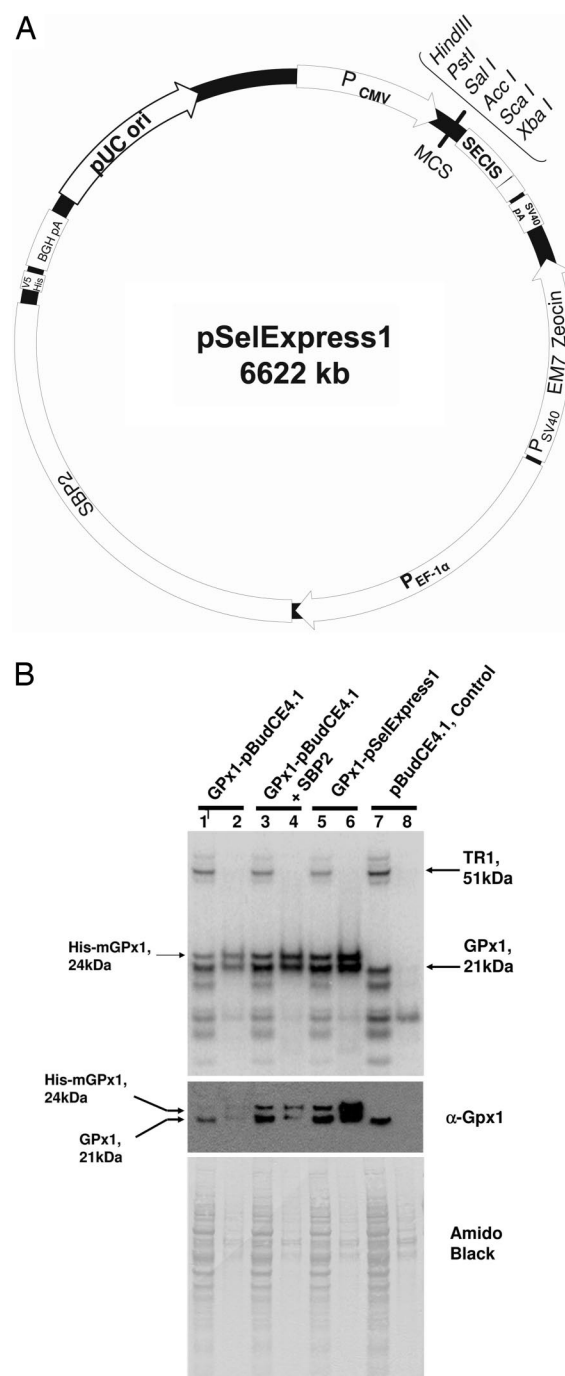 A
HindIII
PstI
Sal I
Acc I
Sca I
Xba I
P CMV
MCS
SECIS
SV40
pA
pUC ori
BGH pA
V5
His
EM7 Zeocin
pSelExpress1
6622 kb
P SV40
SBP2
P EF-1α
B
GPx1-pBudCE4.1
GPx1-pBudCE4.1
+ SBP2
GPx1-pSelExpress1
pBudCE4.1, Control
1 2 3 4 5 6 7 8
TR1,
51kDa
His-mGPx1,
24kDa
GPx1,
21kDa
His-mGPx1,
24kDa
GPx1,
21kDa
α-Gpx1
Amido
Black